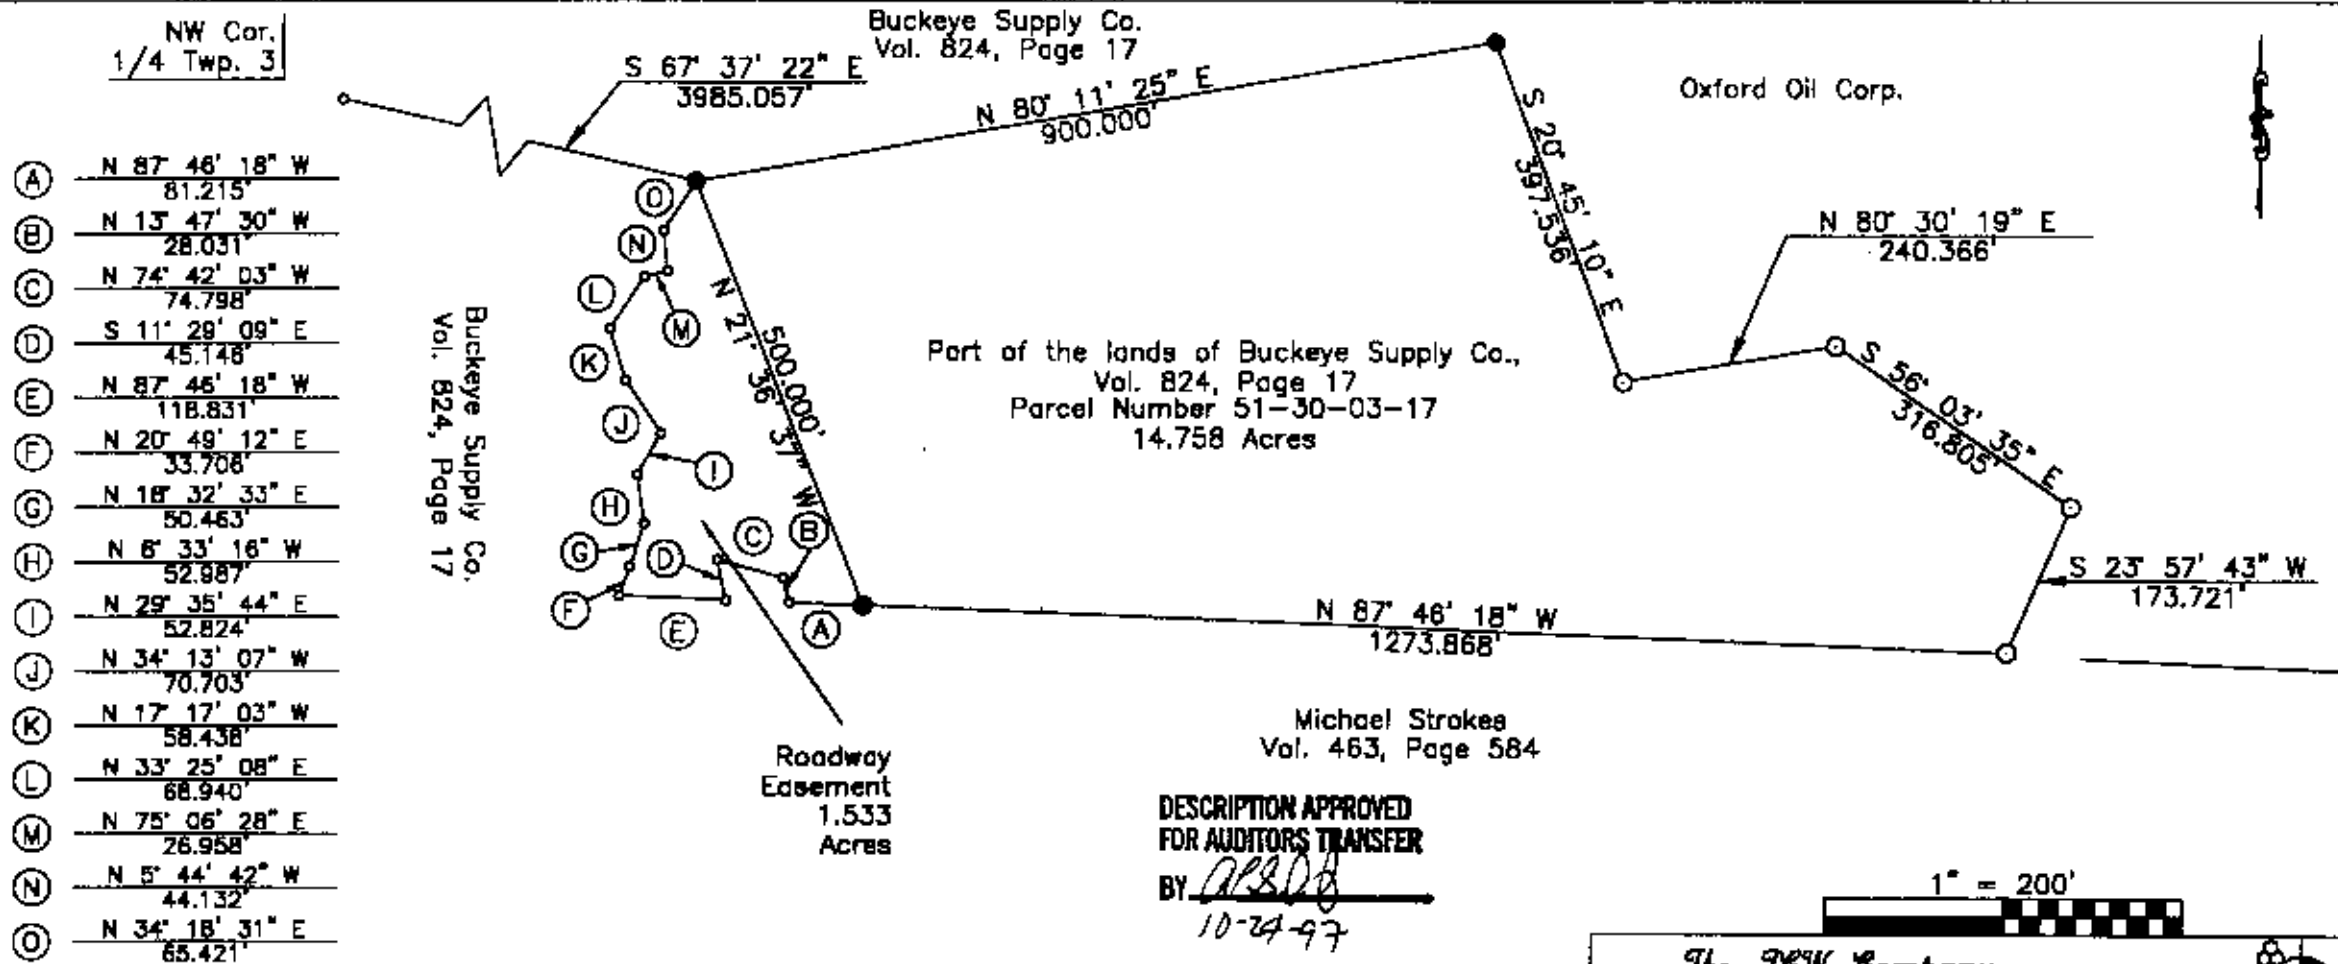 NW Cor.
1/4 Twp. 3
Buckeye Supply Co.
Vol. 824, Page 17
S 67° 37' 22" E
3985.057'
N 80° 11' 25" E
900.000'
Oxford Oil Corp.
S 20° 45' 10" E
397.536'
N 80° 30' 19" E
240.366'
S 56° 03' 35" E
316.805'
S 23° 57' 43" W
173.721'
N 87° 46' 18" W
1273.868'
N 21° 36' 37" W
500.000'
Part of the lands of Buckeye Supply Co.,
Vol. 824, Page 17
Parcel Number 51-30-03-17
14.758 Acres
Buckeye Supply Co.
Vol. 824, Page 17
A N 87° 46' 18" W
81.215'
B N 13° 47' 30" W
28.031'
C N 74° 42' 03" W
74.798'
D S 11° 29' 09" E
45.146'
E N 87° 46' 18" W
118.831'
F N 20° 49' 12" E
33.706'
G N 18° 32' 33" E
50.463'
H N 6° 33' 16" W
52.987'
I N 29° 35' 44" E
52.824'
J N 34° 13' 07" W
70.703'
K N 17° 17' 03" W
58.438'
L N 33° 25' 08" E
68.940'
M N 75° 06' 28" E
26.958'
N N 5° 44' 42" W
44.132'
O N 34° 18' 31" E
65.421'
O
N
L
M
K
J
I
H
C
B
G
D
F
E
A
Roadway
Easement
1.533
Acres
Michael Strokes
Vol. 463, Page 584
DESCRIPTION APPROVED
FOR AUDITORS TRANSFER
BY
10-24-97
1" = 200'